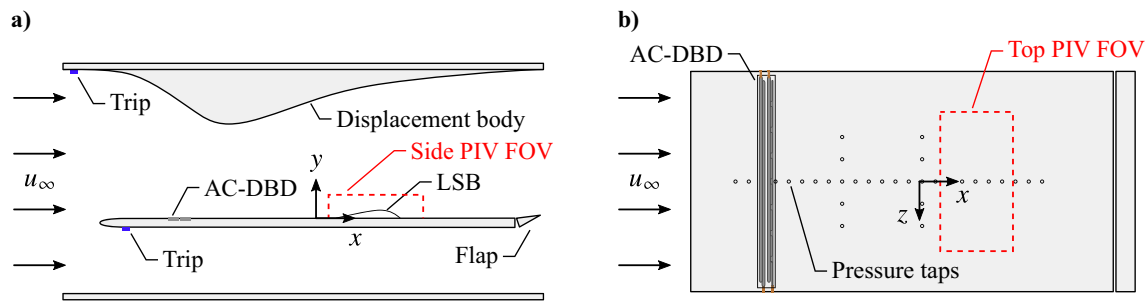 a)
Trip
Displacement body
Side PIV FOV
y
LSB
u∞
AC-DBD
x
Trip
Flap
b)
AC-DBD
Top PIV FOV
u∞
x
z
Pressure taps